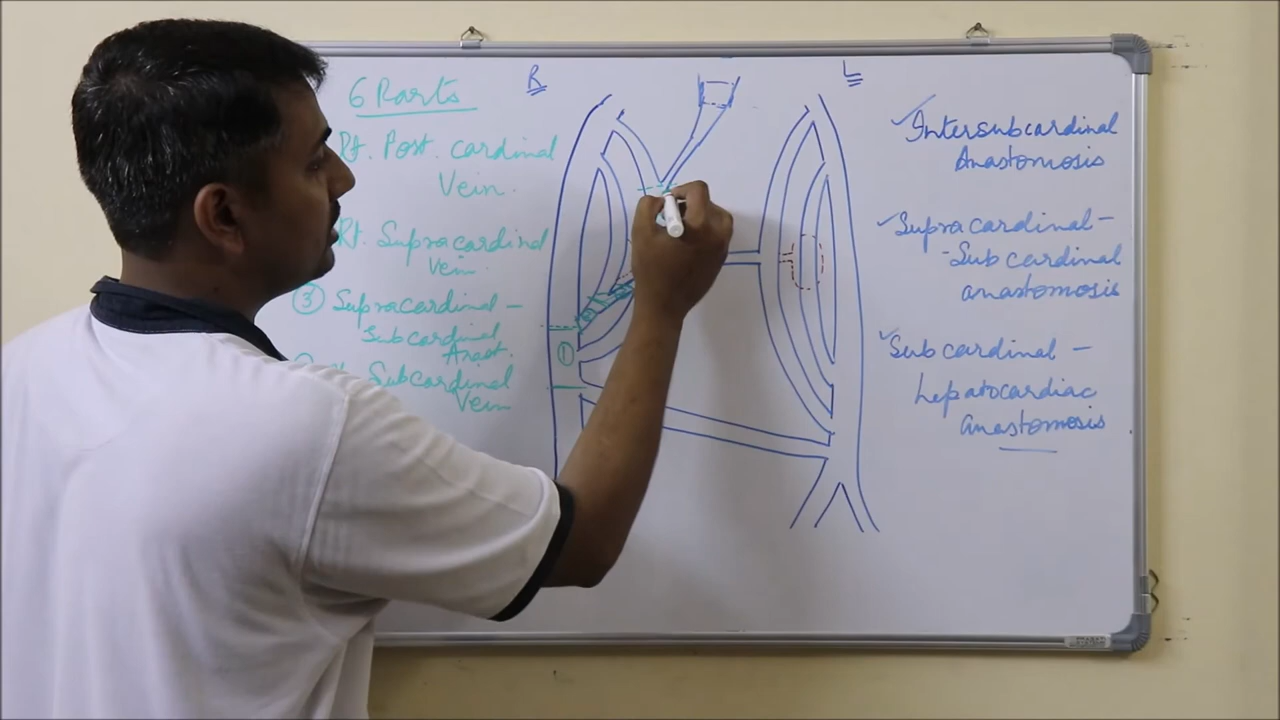 6 Parts
Rt. Post. cardinal
Vein.
Rt. Supracardinal
Vein.
③ Supracardinal -
Subcardinal
Anast.
Subcardinal
Vein
R
L
①
Intersubcardinal
Anastomosis
Supracardinal-
-Subcardinal
anastomosis
Subcardinal -
hepatocardiac
anastomosis